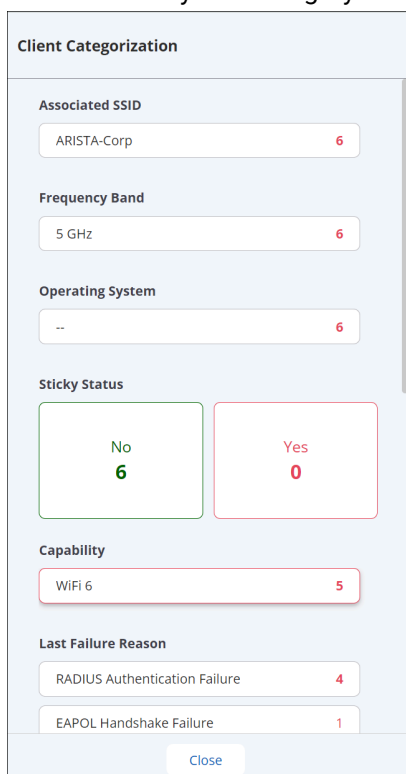 Client Categorization
Associated SSID
ARISTA-Corp 6
Frequency Band
5 GHz 6
Operating System
-- 6
Sticky Status
No Yes
6 0
Capability
WiFi 6 5
Last Failure Reason
RADIUS Authentication Failure 4
EAPOL Handshake Failure 1
Close